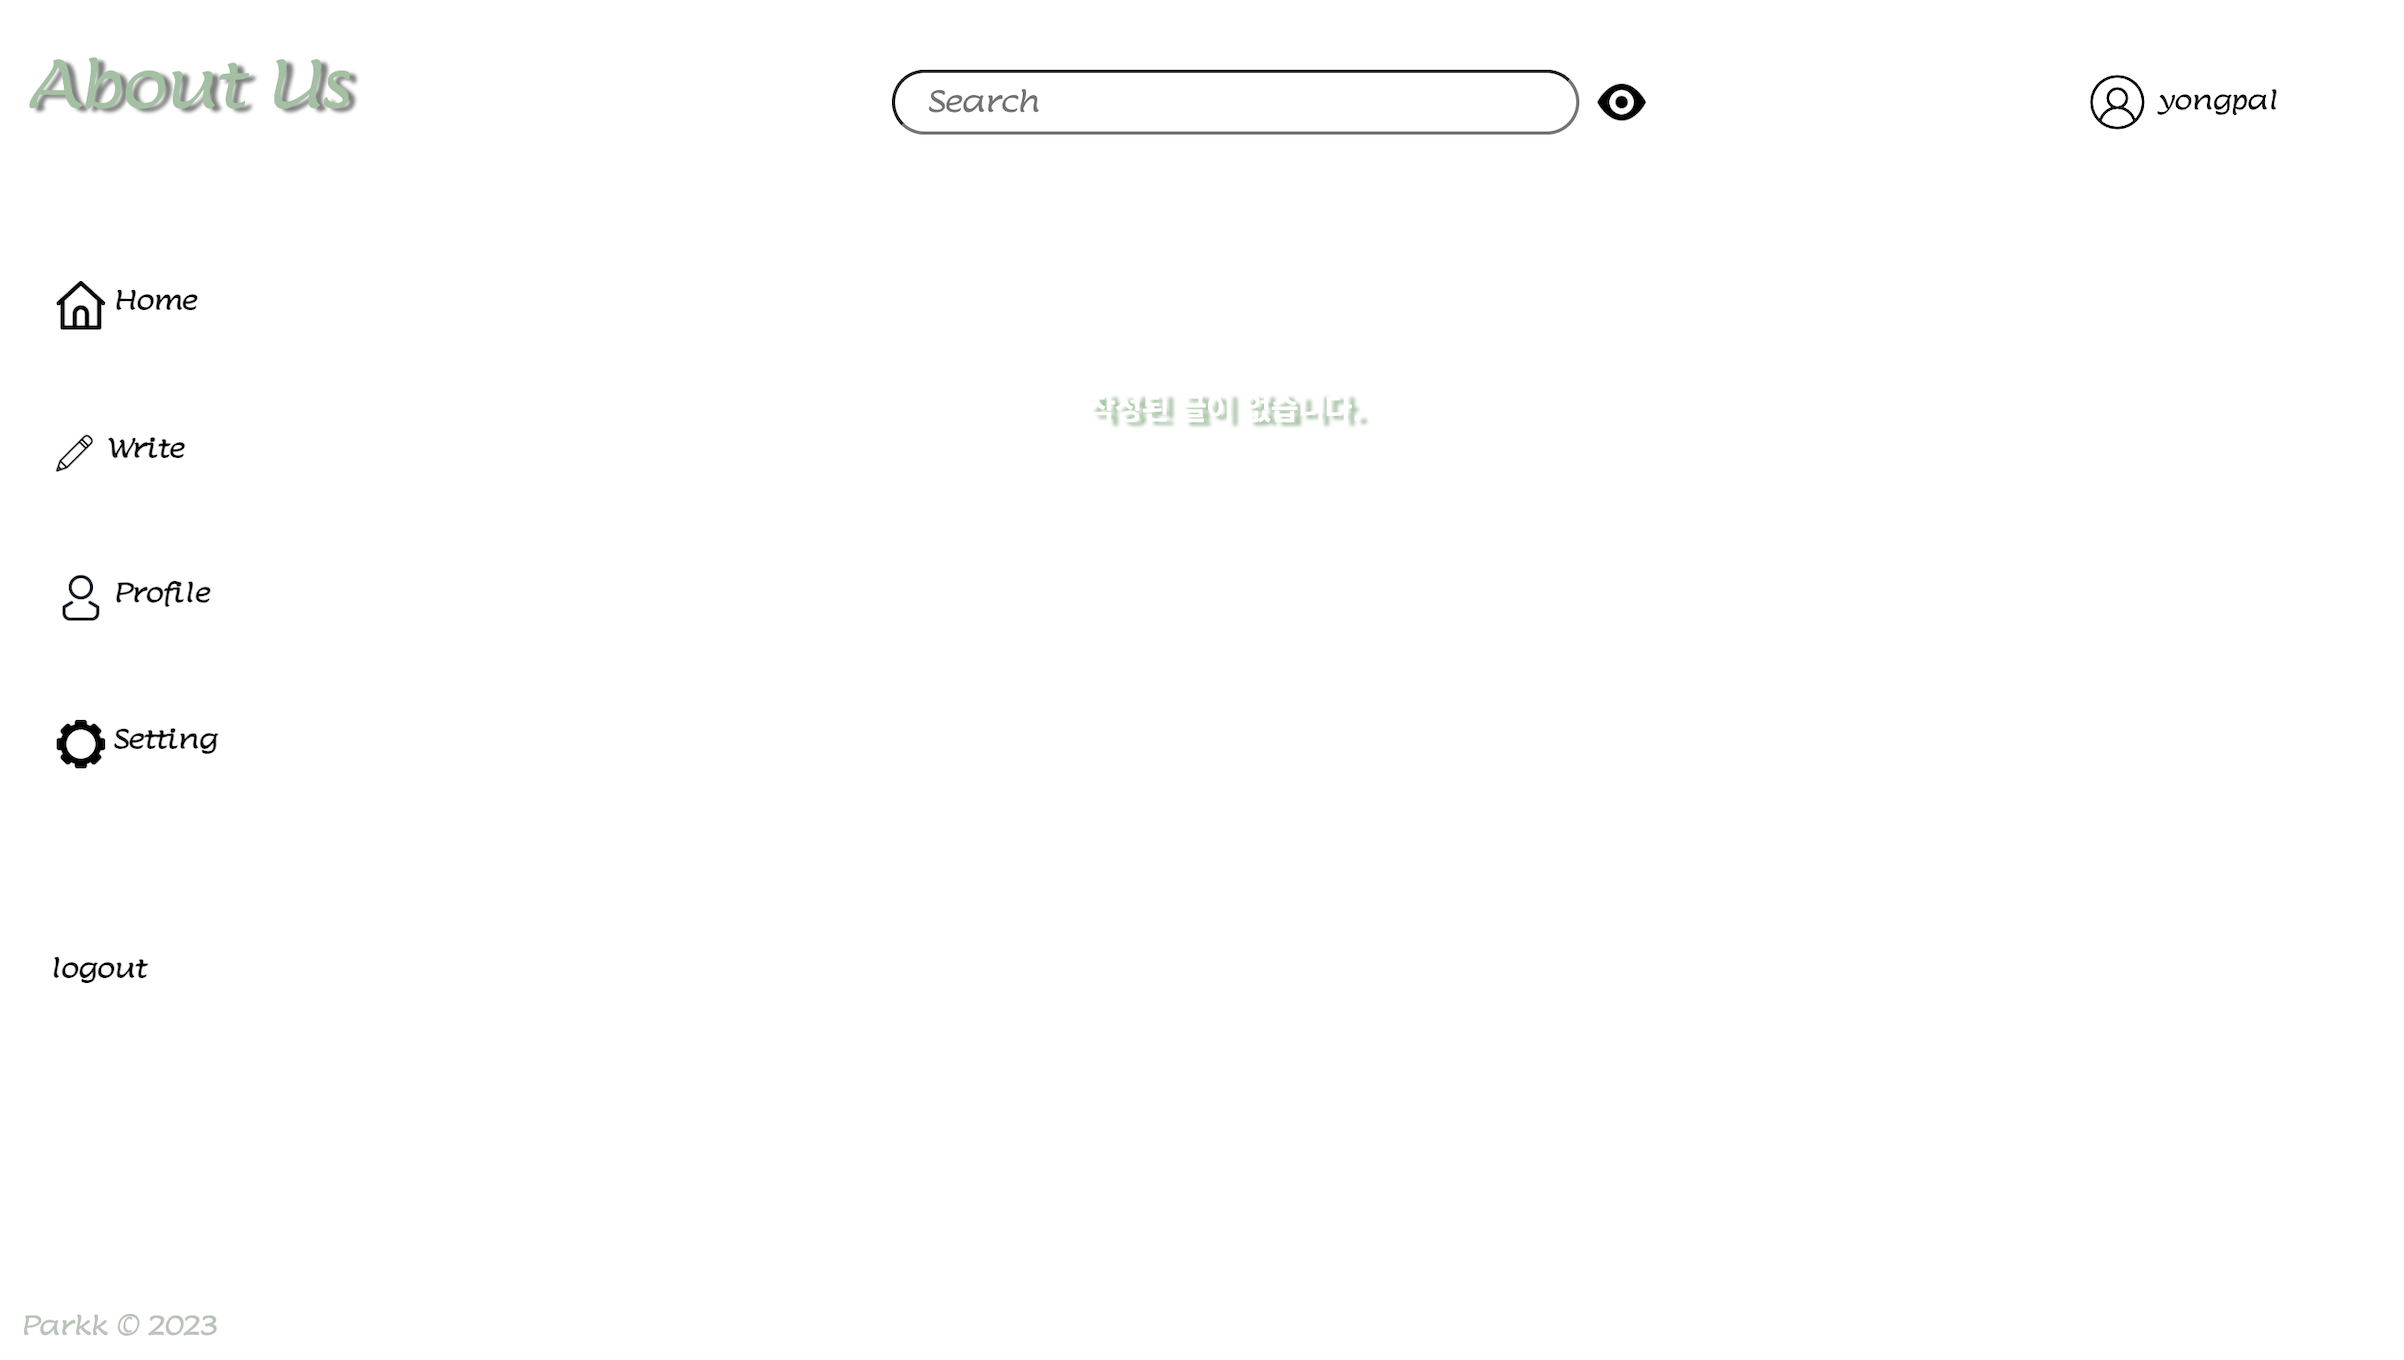 About Us
Search
yongpal
Home
작성된 글이 없습니다.
Write
Profile
Setting
logout
Parkk © 2023